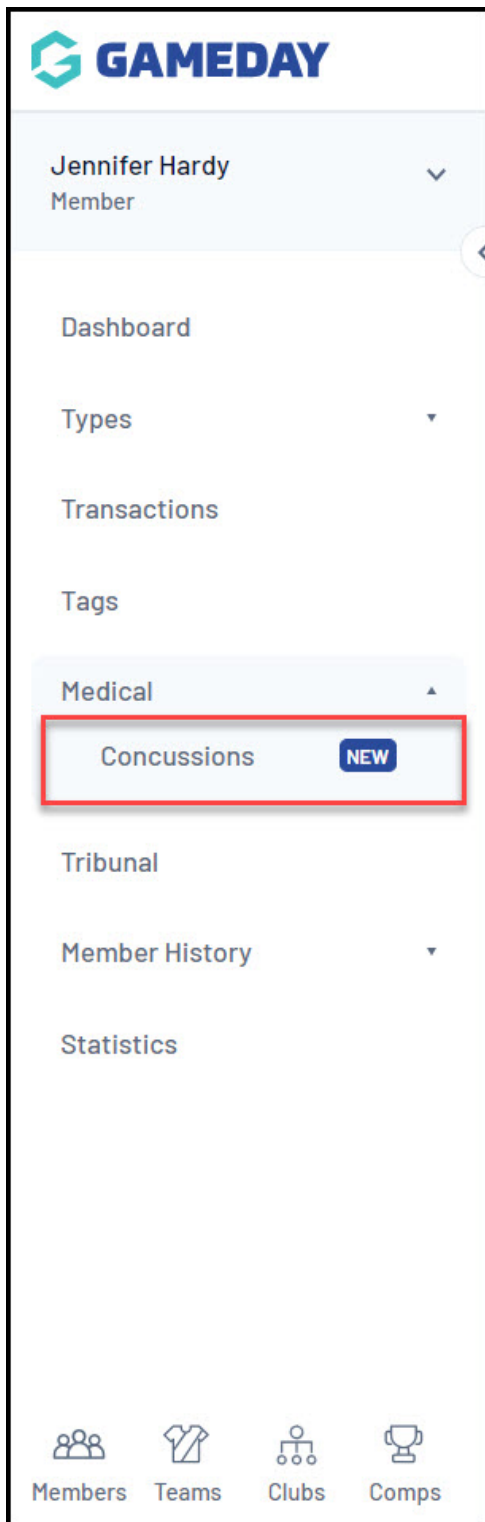 GAMEDAY
Jennifer Hardy
Member
Dashboard
Types
Transactions
Tags
Medical
Concussions NEW
Tribunal
Member History
Statistics
Members Teams Clubs Comps